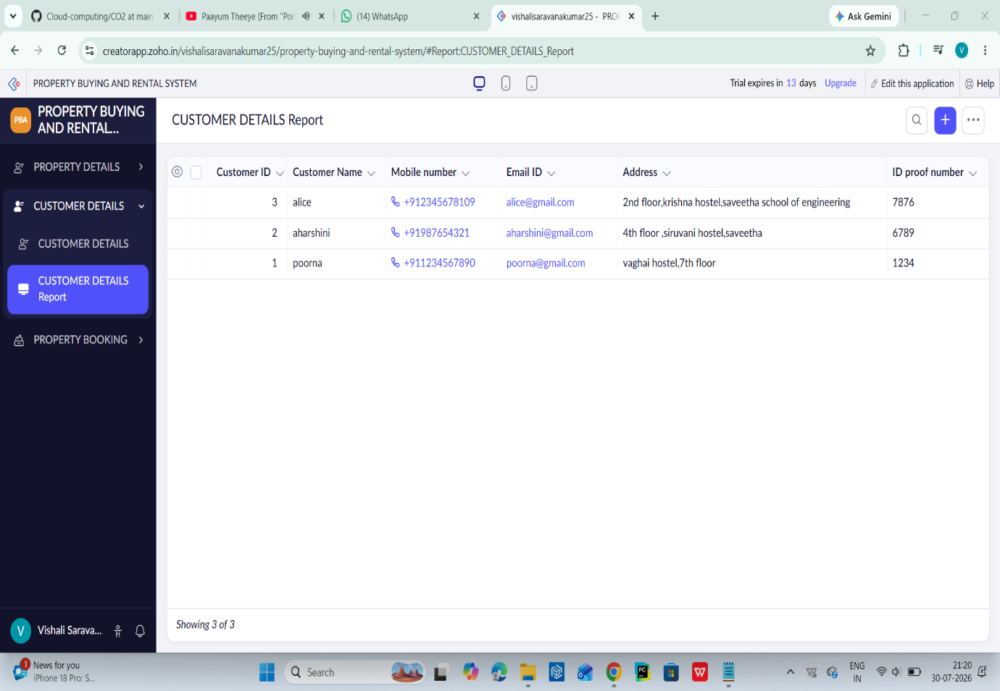 Cloud-computing/CO2 at main
Paayum Theeye (From "Por
(14) WhatsApp
vishalisaravanakumar25 - PROP
Ask Gemini
creatorapp.zoho.in/vishalisaravanakumar25/property-buying-and-rental-system/#Report:CUSTOMER_DETAILS_Report
V
PROPERTY BUYING AND RENTAL SYSTEM
Trial expires in 13 days Upgrade
Edit this application
Help
PBA
PROPERTY BUYING
AND RENTAL...
CUSTOMER DETAILS Report
PROPERTY DETAILS
CUSTOMER DETAILS
CUSTOMER DETAILS
CUSTOMER DETAILS
Report
PROPERTY BOOKING
Customer ID Customer Name Mobile number Email ID Address ID proof number
3 alice +912345678109 alice@gmail.com 2nd floor,krishna hostel,saveetha school of engineering 7876
2 aharshini +91987654321 aharshini@gmail.com 4th floor ,siruvani hostel,saveetha 6789
1 poorna +911234567890 poorna@gmail.com vaghai hostel,7th floor 1234
Showing 3 of 3
V
Vishali Sarava...
1
News for you
iPhone 18 Pro: S...
Search
PC
ENG
IN
21:20
30-07-2026